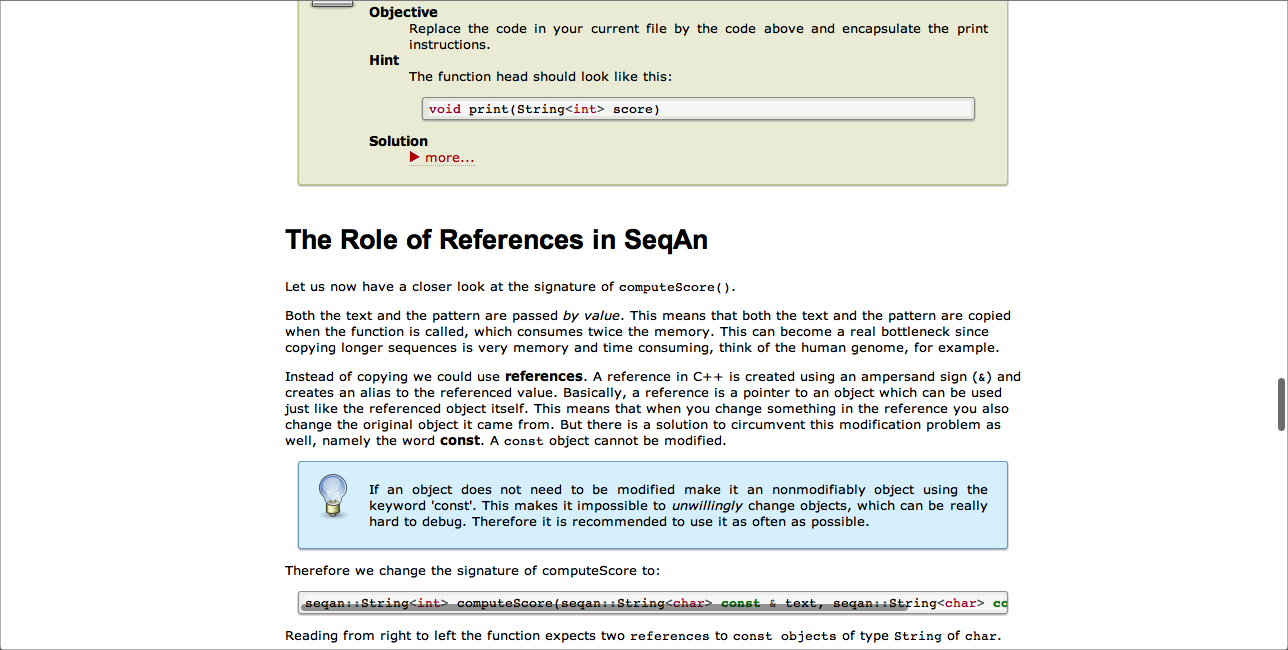 Objective
Replace the code in your current file by the code above and encapsulate the print
instructions.
Hint
The function head should look like this:
void print(String<int> score)
Solution
more...
The Role of References in SeqAn
Let us now have a closer look at the signature of computeScore().
Both the text and the pattern are passed by value. This means that both the text and the pattern are copied
when the function is called, which consumes twice the memory. This can become a real bottleneck since
copying longer sequences is very memory and time consuming, think of the human genome, for example.
Instead of copying we could use references. A reference in C++ is created using an ampersand sign (&) and
creates an alias to the referenced value. Basically, a reference is a pointer to an object which can be used
just like the referenced object itself. This means that when you change something in the reference you also
change the original object it came from. But there is a solution to circumvent this modification problem as
well, namely the word const. A const object cannot be modified.
If an object does not need to be modified make it an nonmodifiably object using the
keyword 'const'. This makes it impossible to unwillingly change objects, which can be really
hard to debug. Therefore it is recommended to use it as often as possible.
Therefore we change the signature of computeScore to:
seqan::String<int> computeScore(seqan::String<char> const & text, seqan::String<char> co
Reading from right to left the function expects two references to const objects of type String of char.